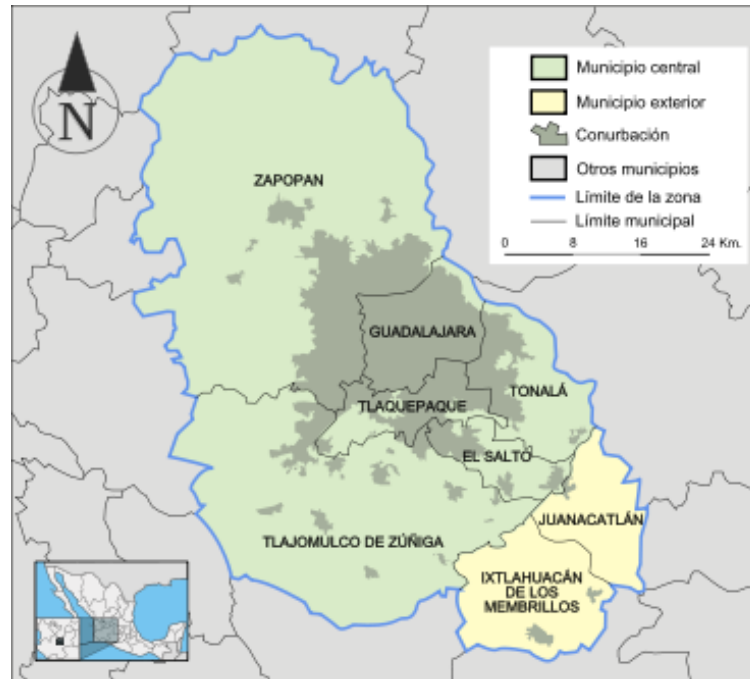 N
Municipio central
Municipio exterior
Conurbación
Otros municipios
Límite de la zona
Límite municipal
0 8 16 24 Km.
ZAPOPAN
GUADALAJARA
TONALÁ
TLAQUEPAQUE
EL SALTO
JUANACATLÁN
TLAJOMULCO DE ZÚÑIGA
IXTLAHUACÁN
DE LOS
MEMBRILLOS